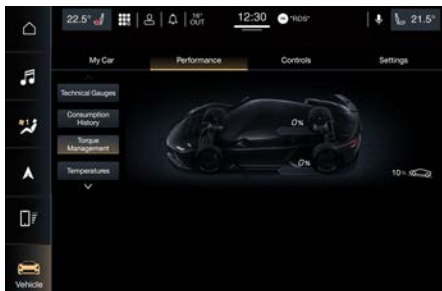 22.5°
16°
OUT
12:30
"RDS"
21.5°
My Car
Performance
Controls
Settings
Technical Gauges
Consumption
History
Torque
Management
Temperatures
0%
0%
10%
Vehicle